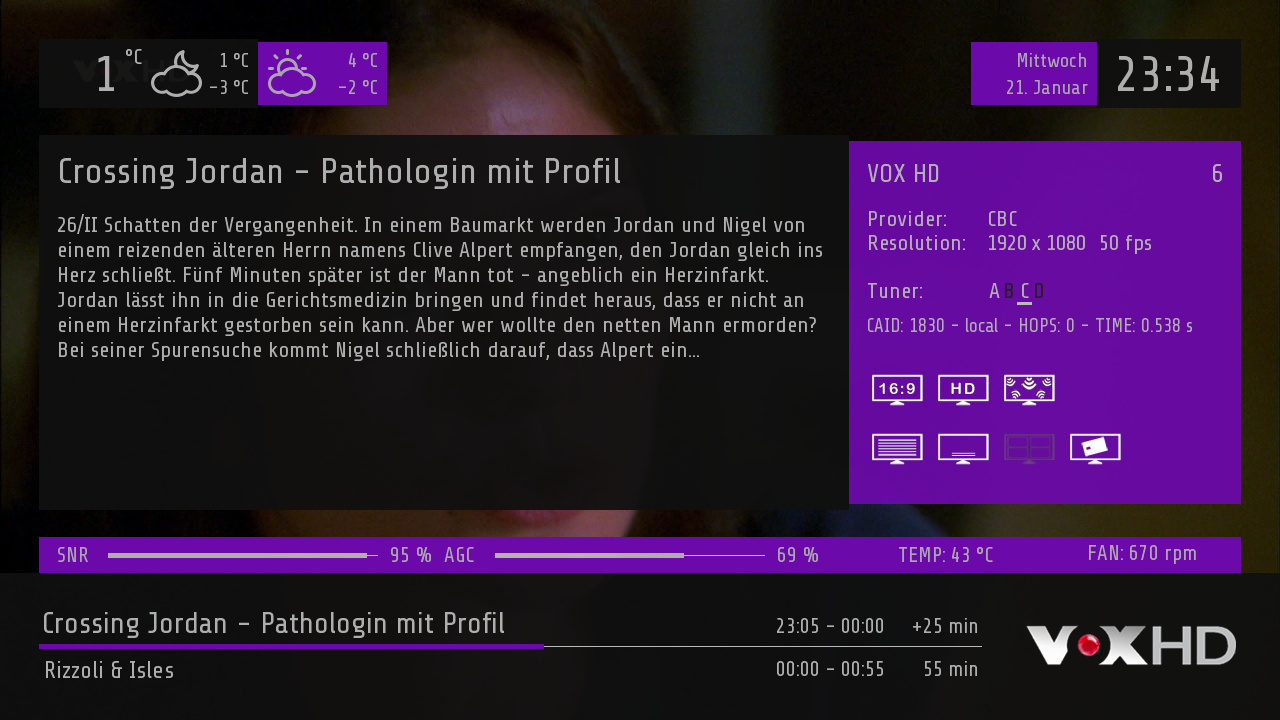 1 °C
1 °C
-3 °C
4 °C
-2 °C
Mittwoch
21. Januar
23:34
Crossing Jordan - Pathologin mit Profil
26/II Schatten der Vergangenheit. In einem Baumarkt werden Jordan und Nigel von
einem reizenden älteren Herrn namens Clive Alpert empfangen, den Jordan gleich ins
Herz schließt. Fünf Minuten später ist der Mann tot - angeblich ein Herzinfarkt.
Jordan lässt ihn in die Gerichtsmedizin bringen und findet heraus, dass er nicht an
einem Herzinfarkt gestorben sein kann. Aber wer wollte den netten Mann ermorden?
Bei seiner Spurensuche kommt Nigel schließlich darauf, dass Alpert ein...
VOX HD 6
Provider: CBC
Resolution: 1920 x 1080 50 fps
Tuner: A B C D
CAID: 1830 - local - HOPS: 0 - TIME: 0.538 s
16:9 HD
SNR 95 % AGC 69 % TEMP: 43 °C FAN: 670 rpm
Crossing Jordan - Pathologin mit Profil 23:05 - 00:00 +25 min
Rizzoli & Isles 00:00 - 00:55 55 min
VOX HD